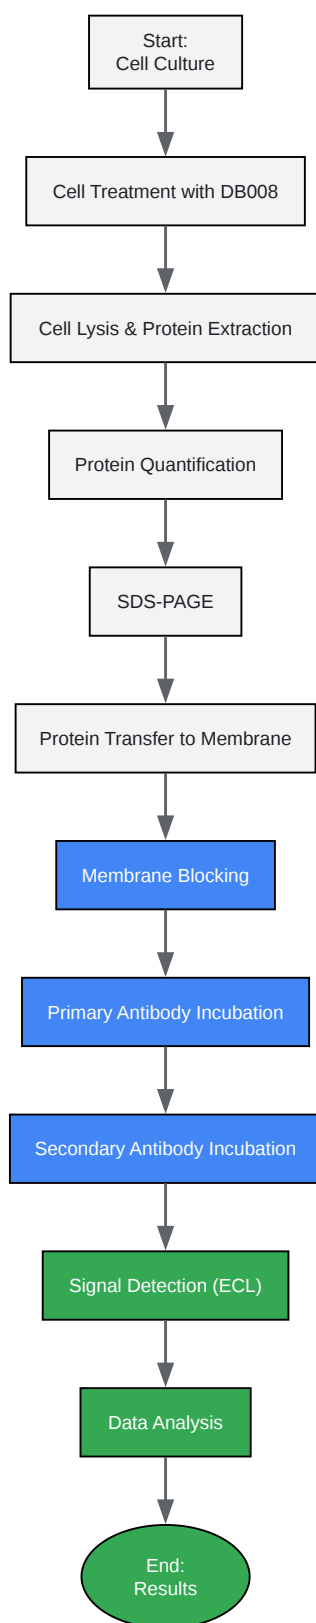 Start:
Cell Culture
Cell Treatment with DB008
Cell Lysis & Protein Extraction
Protein Quantification
SDS-PAGE
Protein Transfer to Membrane
Membrane Blocking
Primary Antibody Incubation
Secondary Antibody Incubation
Signal Detection (ECL)
Data Analysis
End:
Results